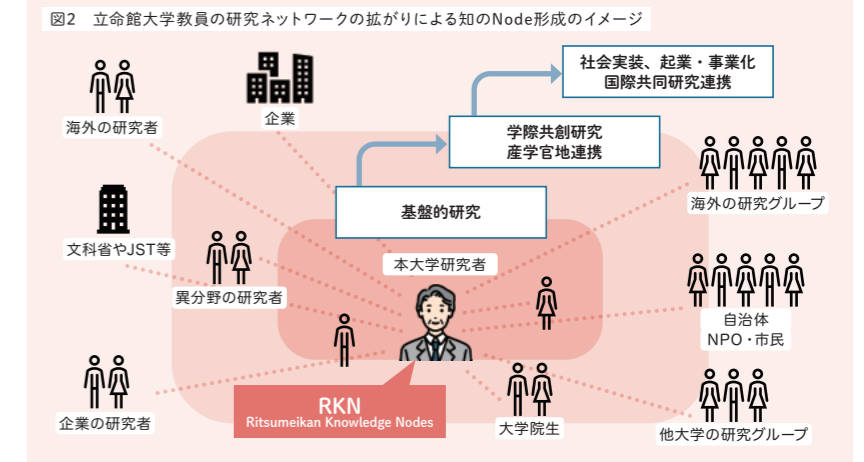 図2　立命館大学教員の研究ネットワークの拡がりによる知のNode形成のイメージ
社会実装、起業・事業化
国際共同研究連携
海外の研究者
企業
学際共創研究
産学官地連携
基盤的研究
海外の研究グループ
文科省やJST等
本大学研究者
異分野の研究者
自治体
NPO・市民
RKN
Ritsumeikan Knowledge Nodes
企業の研究者
大学院生
他大学の研究グループ